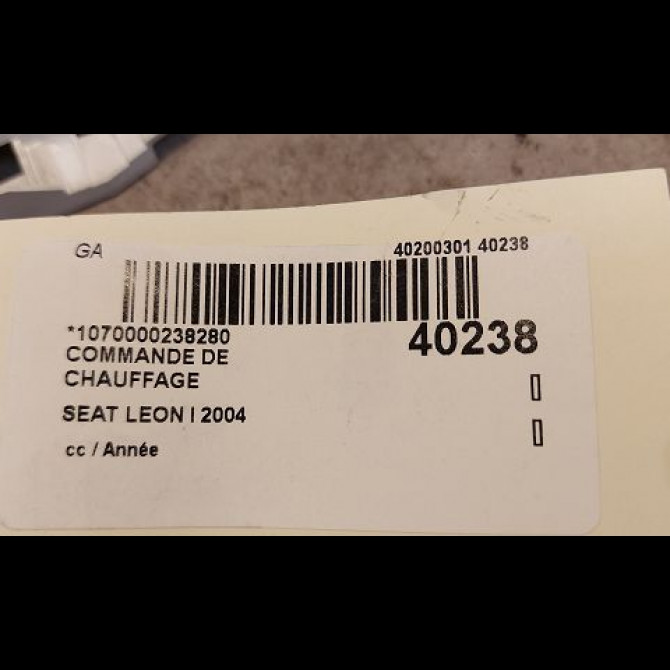 GA
40200301 40238
*1070000238280
40238
COMMANDE DE
CHAUFFAGE
SEAT LEON I 2004
cc / Année